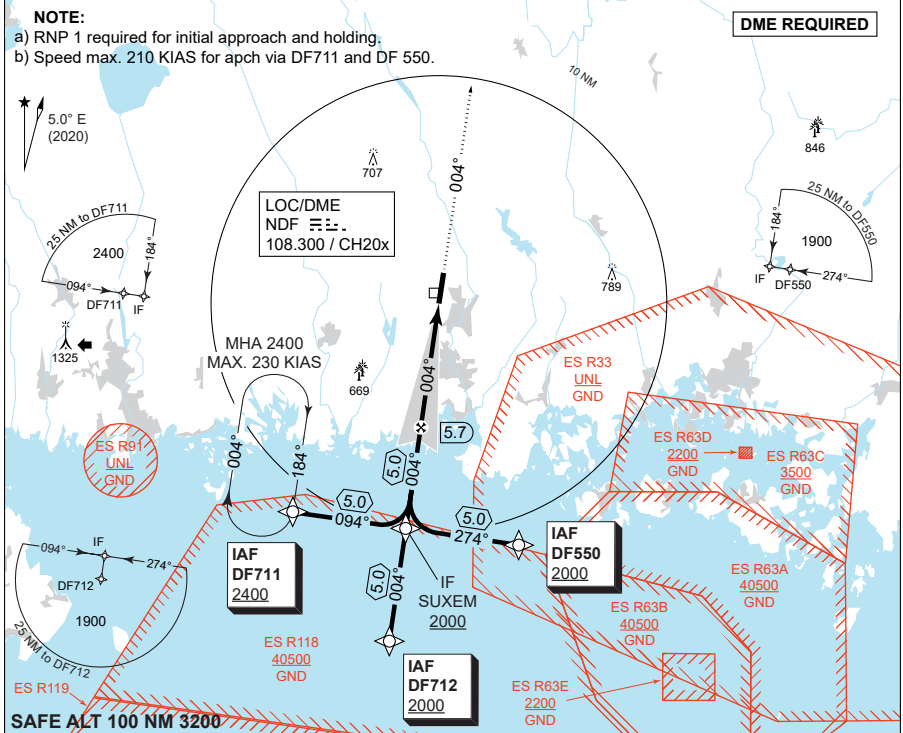 NOTE:
a) RNP 1 required for initial approach and holding.
b) Speed max. 210 KIAS for apch via DF711 and DF 550.
DME REQUIRED
10 NM
5.0° E
(2020)
846
707
004°
LOC/DME
NDF
108.300 / CH20x
25 NM to DF711
2400
184°
094°
DF711
IF
25 NM to DF550
184°
1900
274°
IF
DF550
789
1325
MHA 2400
MAX. 230 KIAS
669
004°
ES R33
UNL
GND
5.7
ES R91
UNL
GND
004°
184°
5.0
004°
ES R63D
2200
GND
ES R63C
3500
GND
5.0
094°
5.0
274°
IAF
DF711
2400
IAF
DF550
2000
IF
094°
274°
DF712
1900
25 NM to DF712
5.0
004°
IF
SUXEM
2000
ES R63A
40500
GND
ES R63B
40500
GND
ES R118
40500
GND
IAF
DF712
2000
ES R63E
2200
GND
ES R119
SAFE ALT 100 NM 3200